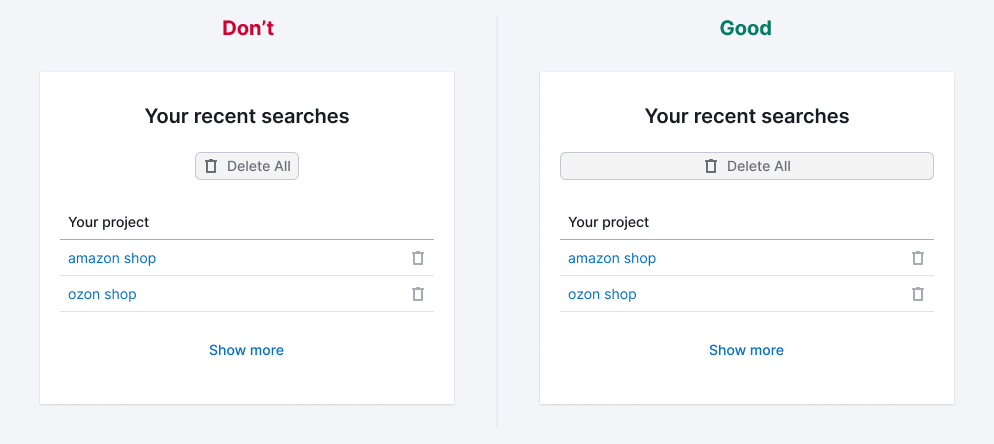 Don't
Your recent searches
Delete All
Your project
amazon shop
ozon shop
Show more
Good
Your recent searches
Delete All
Your project
amazon shop
ozon shop
Show more